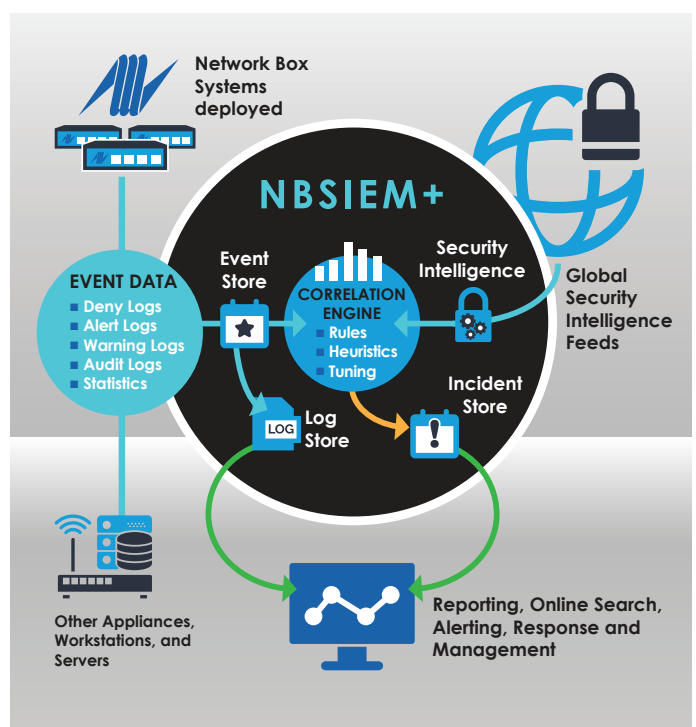 Network Box
Systems
deployed
NBSIEM+
Event
Store
Security
Intelligence
EVENT DATA
Deny Logs
Alert Logs
Warning Logs
Audit Logs
Statistics
CORRELATION
ENGINE
Rules
Heuristics
Tuning
Global
Security
Intelligence
Feeds
Incident
Store
LOG
Log
Store
Other Appliances,
Workstations, and
Servers
Reporting, Online Search,
Alerting, Response and
Management